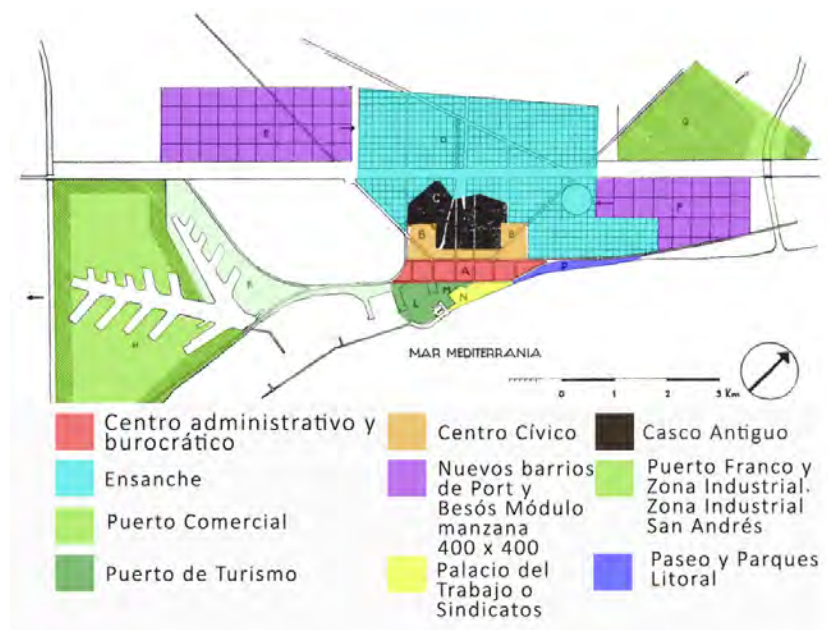 E
G
D
C
F
B
B
A
P
K
L
M
N
H
MAR MEDITERRANIA
0 1 2 3 Km
Centro administrativo y
burocrático
Ensanche
Puerto Comercial
Puerto de Turismo
Centro Cívico
Nuevos barrios
de Port y
Besós Módulo
manzana
400 x 400
Palacio del
Trabajo o
Sindicatos
Casco Antiguo
Puerto Franco y
Zona Industrial.
Zona Industrial
San Andrés
Paseo y Parques
Litoral